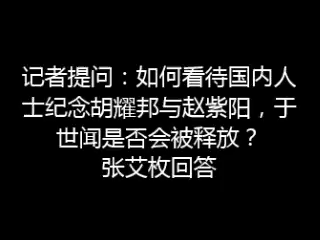 记者提问：如何看待国内人
士纪念胡耀邦与赵紫阳，于
世闻是否会被释放？
张艾枚回答